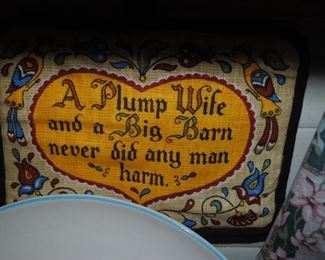 A Plump Wife
and a Big Barn
never did any man
harm.